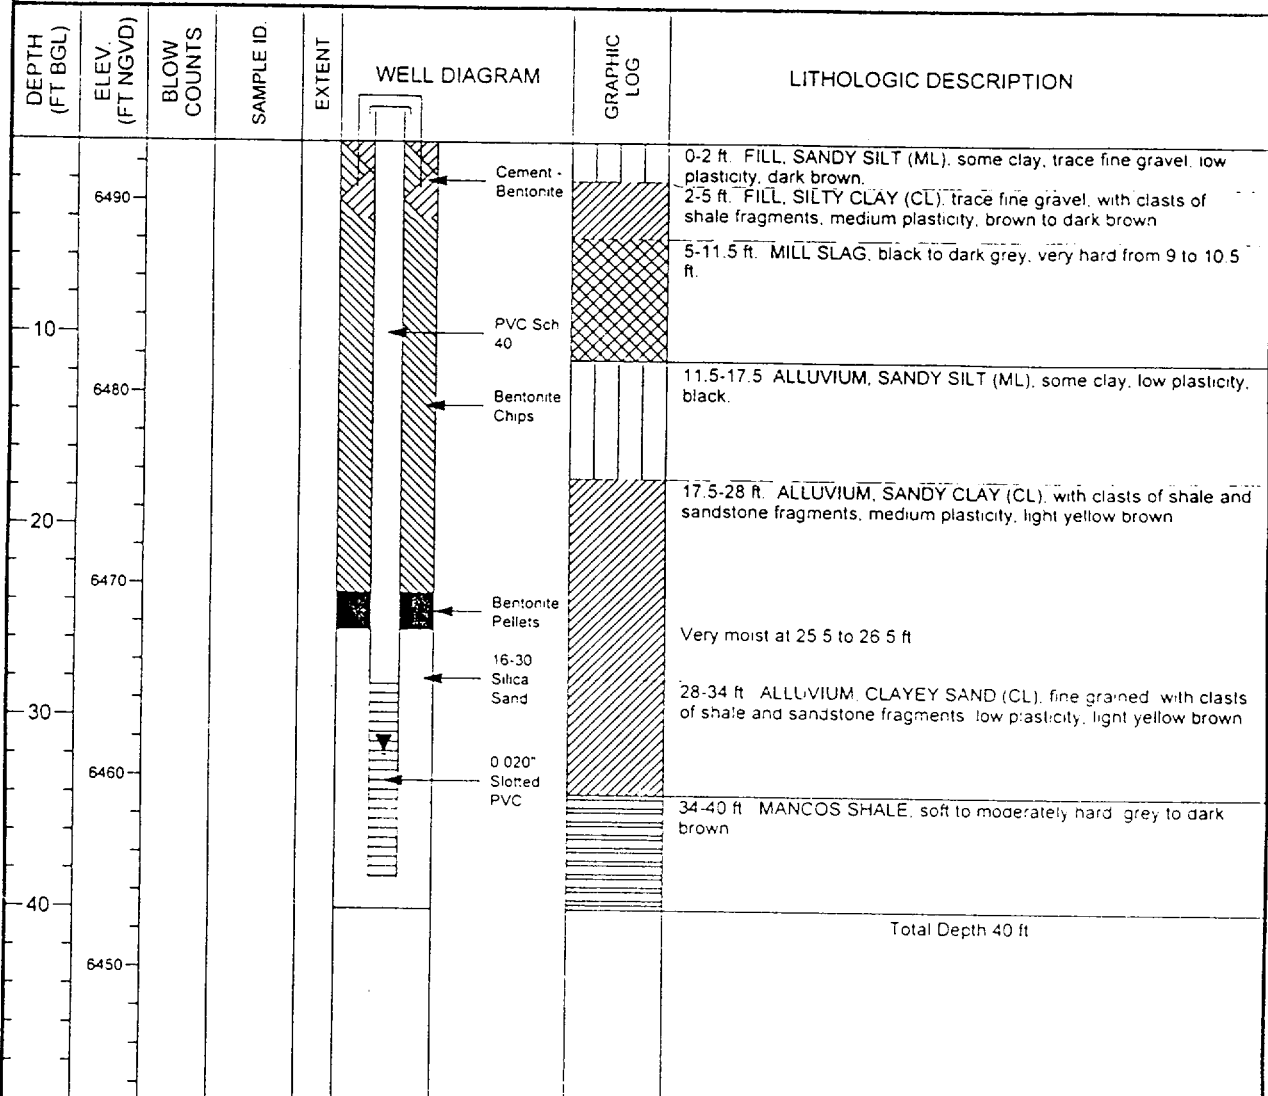 DEPTH
(FT BGL)
ELEV.
(FT NGVD)
BLOW
COUNTS
SAMPLE ID.
EXTENT
WELL DIAGRAM
GRAPHIC
LOG
LITHOLOGIC DESCRIPTION
0-2 ft. FILL, SANDY SILT (ML), some clay, trace fine gravel, low
plasticity, dark brown.
2-5 ft. FILL, SILTY CLAY (CL), trace fine gravel, with clasts of
shale fragments, medium plasticity, brown to dark brown
5-11.5 ft. MILL SLAG, black to dark grey, very hard from 9 to 10.5
ft.
11.5-17.5 ALLUVIUM, SANDY SILT (ML), some clay, low plasticity,
black.
17.5-28 ft. ALLUVIUM, SANDY CLAY (CL), with clasts of shale and
sandstone fragments, medium plasticity, light yellow brown
Very moist at 25 5 to 26 5 ft
28-34 ft ALLUVIUM, CLAYEY SAND (CL), fine grained with clasts
of shale and sandstone fragments low plasticity, light yellow brown
34-40 ft MANCOS SHALE, soft to moderately hard grey to dark
brown
Total Depth 40 ft
Cement -
Bentonite
PVC Sch
40
Bentonite
Chips
Bentonite
Pellets
16-30
Silica
Sand
0 020"
Slotted
PVC
10
20
30
40
6490
6480
6470
6460
6450